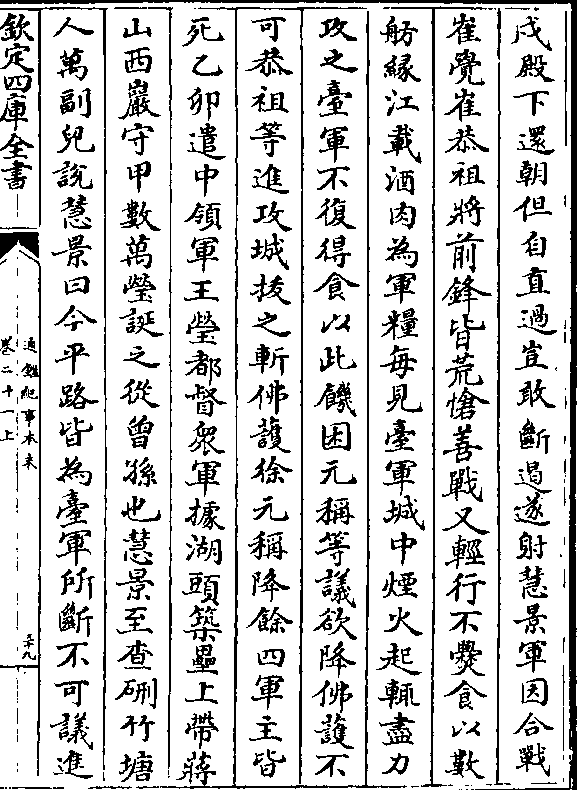 戍殿下還朝但自直過豈敢斷遏遂射慧景軍因合戰
崔覺崔恭祖將前鋒皆荒傖善戰又輕行不㸑食以數
舫緣江載酒肉為軍糧每見臺軍城中煙火起輒盡力
攻之臺軍不復得食以此饑困元稱等議欲降佛護不
可恭祖等進攻城拔之斬佛護徐元稱降餘四軍主皆
死乙卯遣中領軍王瑩都督衆軍據湖頭築壘上帶蔣
山西巖守甲數萬瑩誕之從曾孫也慧景至查硎竹塘
人萬副兒說慧景曰今平路皆為臺軍所斷不可議進
欽定四庫全書
通鑑紀事本末
卷二十一上
三十九